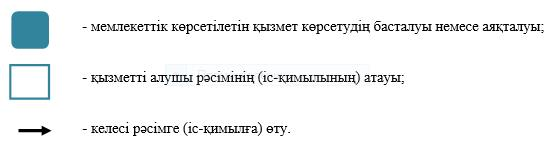 - мемлекеттік көрсетілетін қызмет көрсетудің басталуы немесе аяқталуы;
- қызметті алушы рәсімінің (іс-қимылының) атауы;
- келесі рәсімге (іс-қимылға) өту.